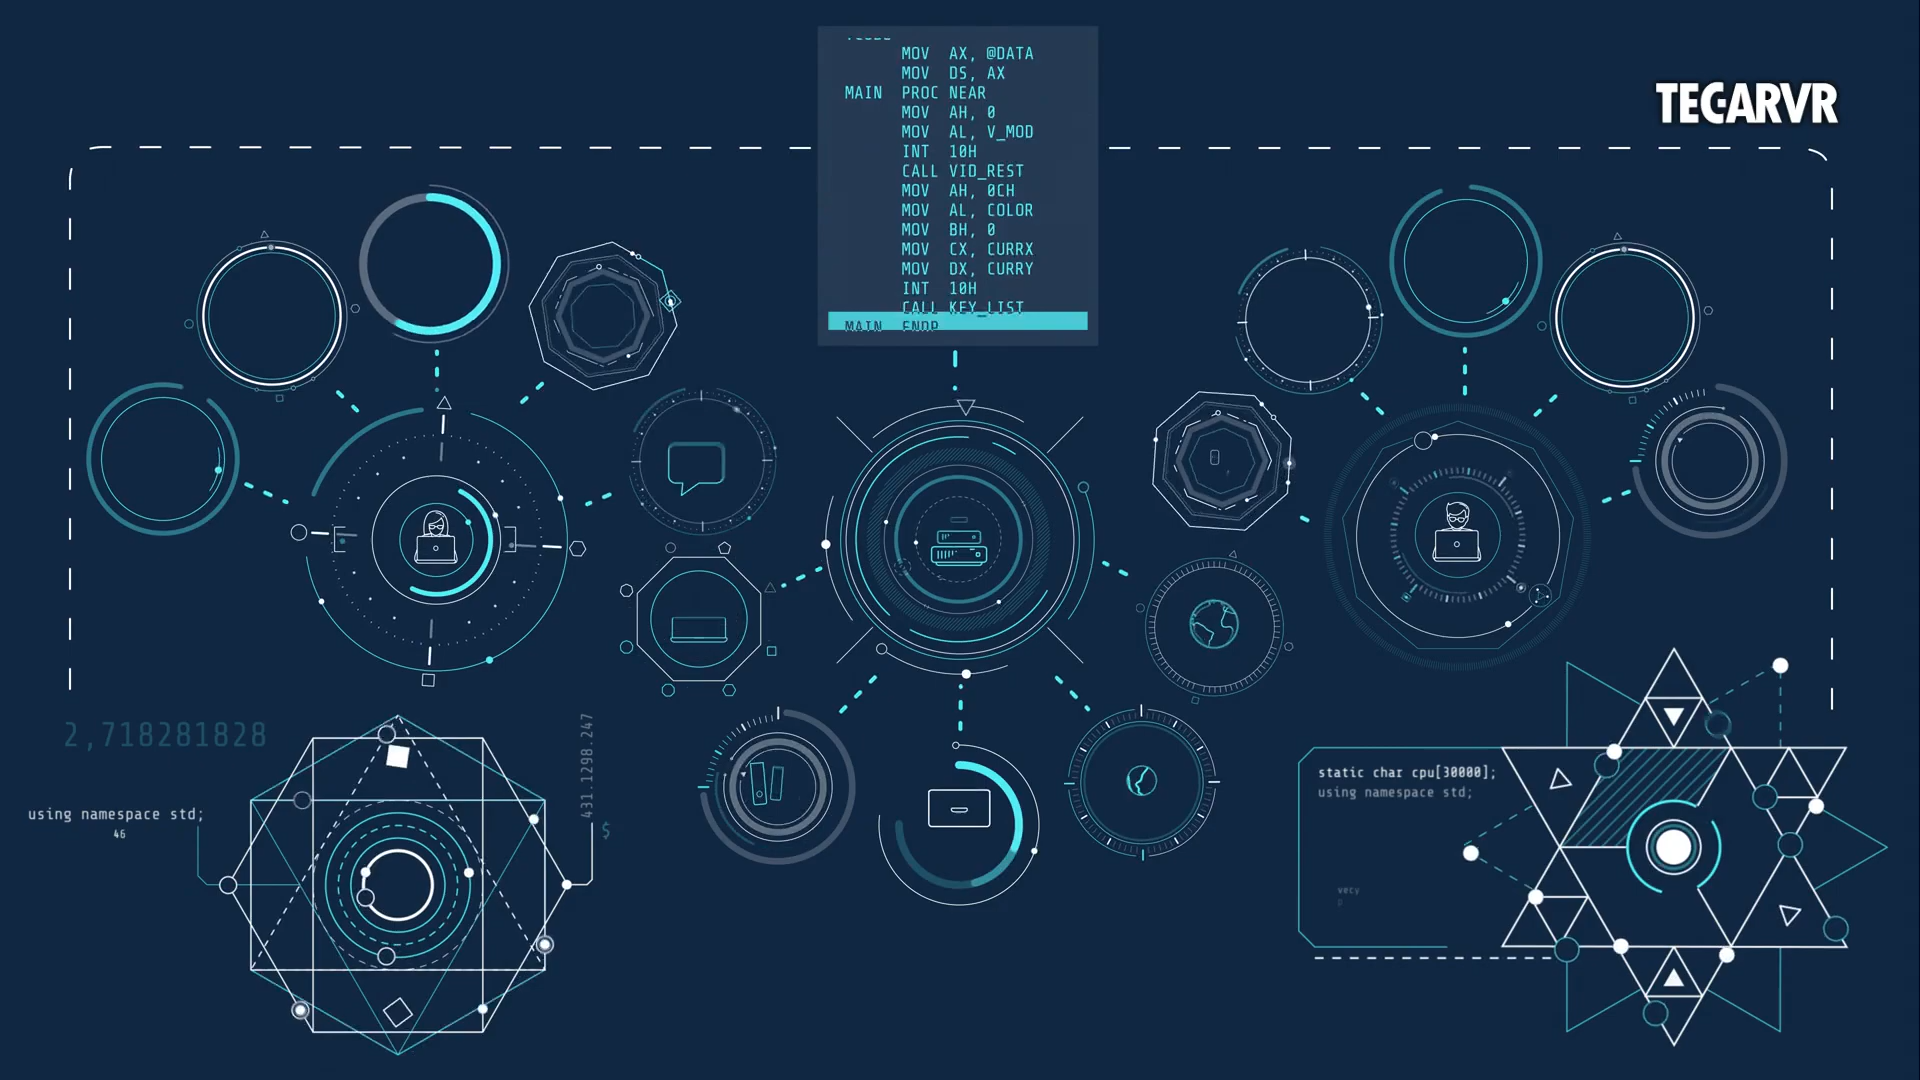 MOV AX, @DATA
MOV DS, AX
MAIN PROC NEAR
MOV AH, 0
MOV AL, V_MOD
INT 10H
CALL VID_REST
MOV AH, 0CH
MOV AL, COLOR
MOV BH, 0
MOV CX, CURRX
MOV DX, CURRY
INT 10H
CALL KEY_LIST
MAIN ENDP
TECARVR
2,718281828
431.1298.247
using namespace std;
46
$
static char cpu[30000];
using namespace std;